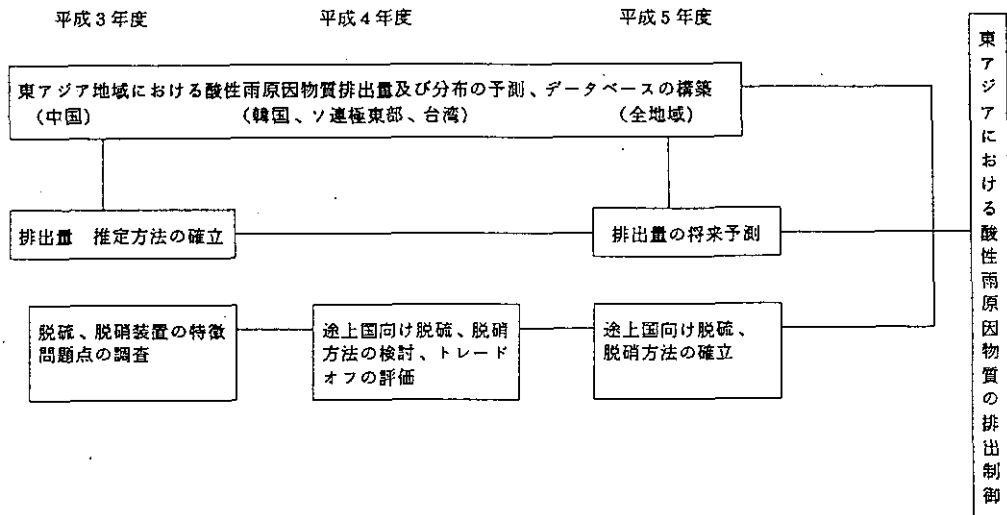 平成3年度　平成4年度　平成5年度
東アジア地域における酸性雨原因物質排出量及び分布の予測、データベースの構築
（中国）　（韓国、ソ連極東部、台湾）　（全地域）
排出量　推定方法の確立
排出量の将来予測
脱硫、脱硝装置の特徴
問題点の調査
途上国向け脱硫、脱硝
方法の検討、トレード
オフの評価
途上国向け脱硫、
脱硝方法の確立
東アジアにおける酸性雨原因物質の排出制御